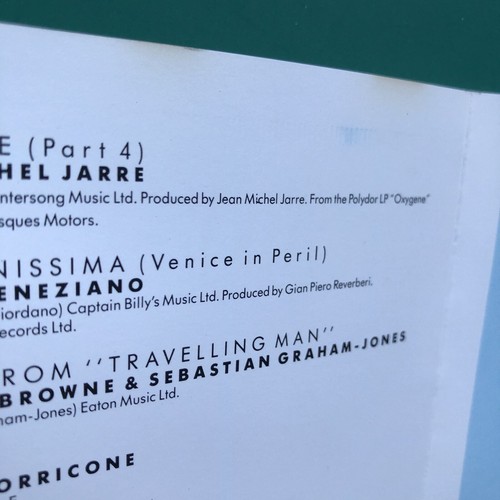 E (Part 4)
HEL JARRE
ntersong Music Ltd. Produced by Jean Michel Jarre. From the Polydor LP "Oxygene"
sques Motors.
NISSIMA (Venice in Peril)
ENEZIANO
iordano) Captain Billy's Music Ltd. Produced by Gian Piero Reverberi.
ecords Ltd.
ROM ''TRAVELLING MAN''
BROWNE & SEBASTIAN GRAHAM-JONES
ham-Jones) Eaton Music Ltd.
ORRICONE